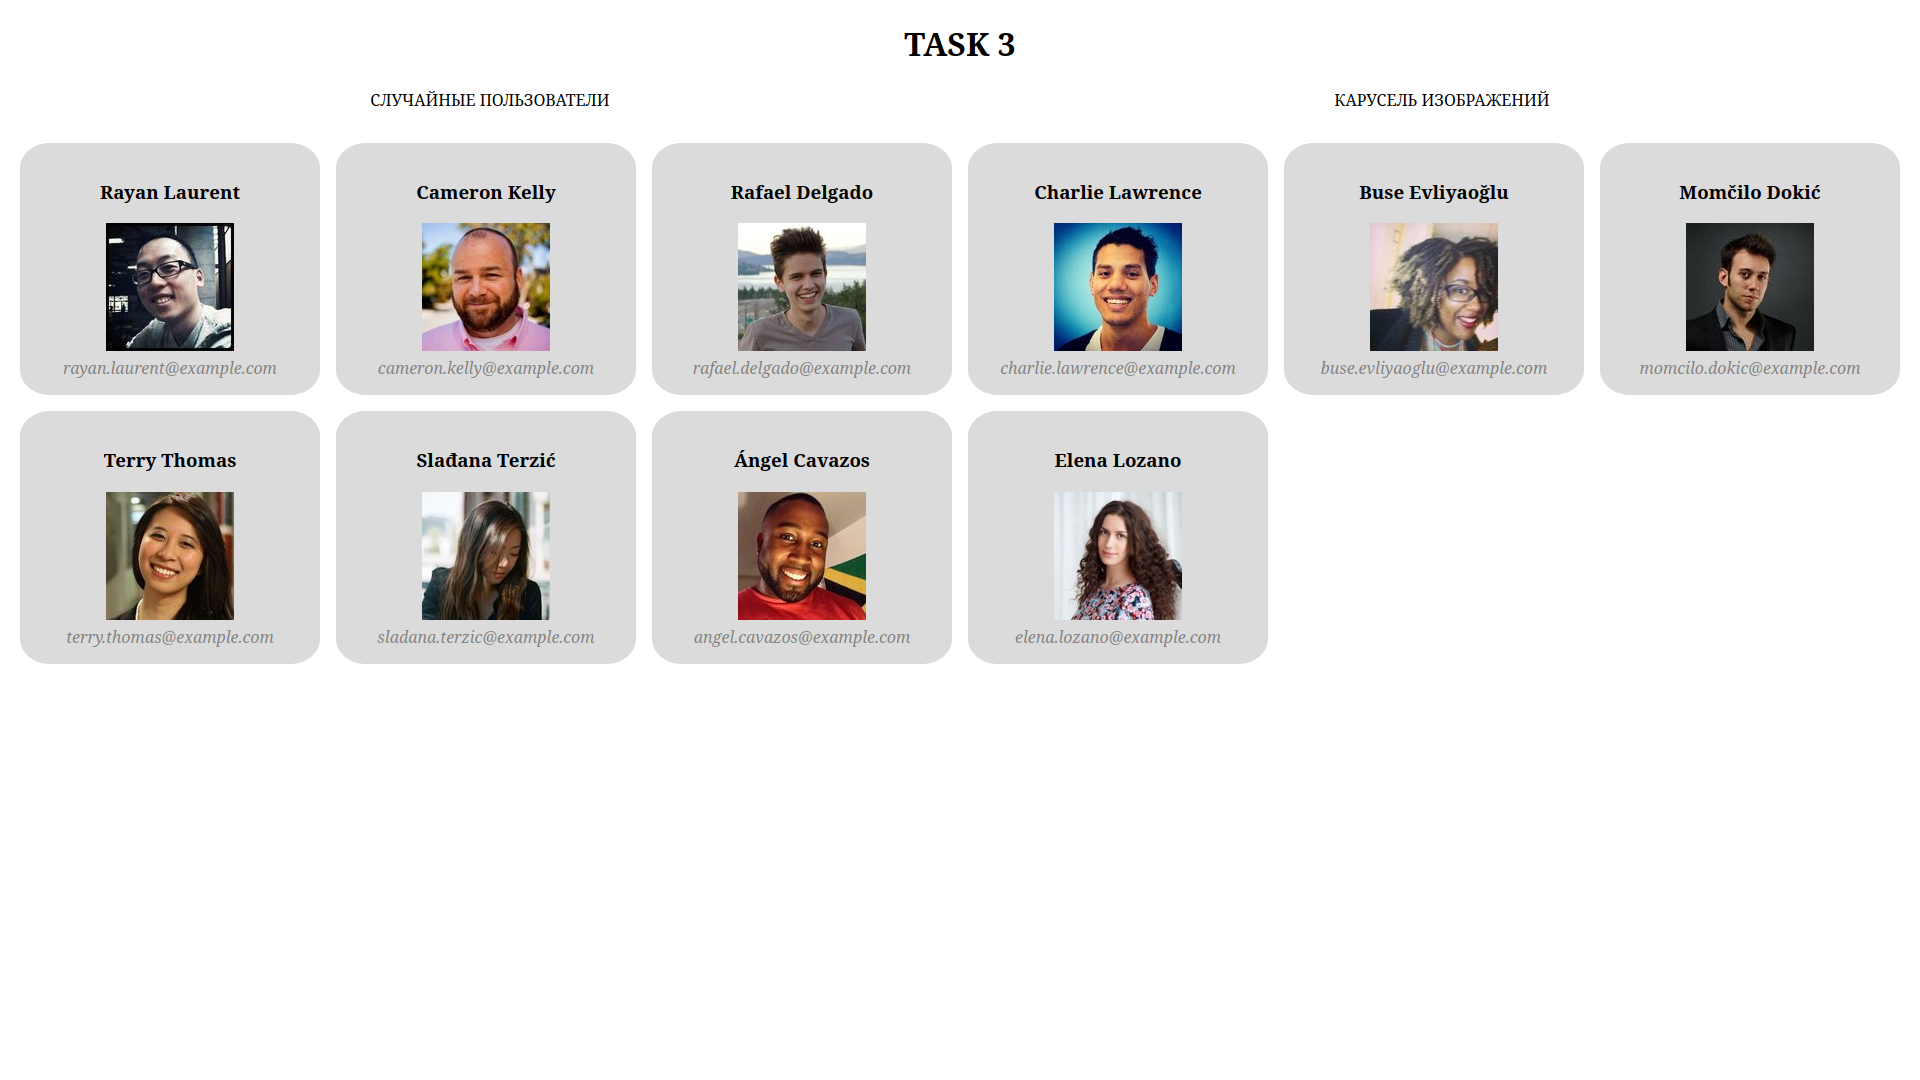 TASK 3
СЛУЧАЙНЫЕ ПОЛЬЗОВАТЕЛИ
КАРУСЕЛЬ ИЗОБРАЖЕНИЙ
Rayan Laurent
rayan.laurent@example.com
Cameron Kelly
cameron.kelly@example.com
Rafael Delgado
rafael.delgado@example.com
Charlie Lawrence
charlie.lawrence@example.com
Buse Evliyaoğlu
buse.evliyaoglu@example.com
Momčilo Dokić
momcilo.dokic@example.com
Terry Thomas
terry.thomas@example.com
Slađana Terzić
sladana.terzic@example.com
Ángel Cavazos
angel.cavazos@example.com
Elena Lozano
elena.lozano@example.com